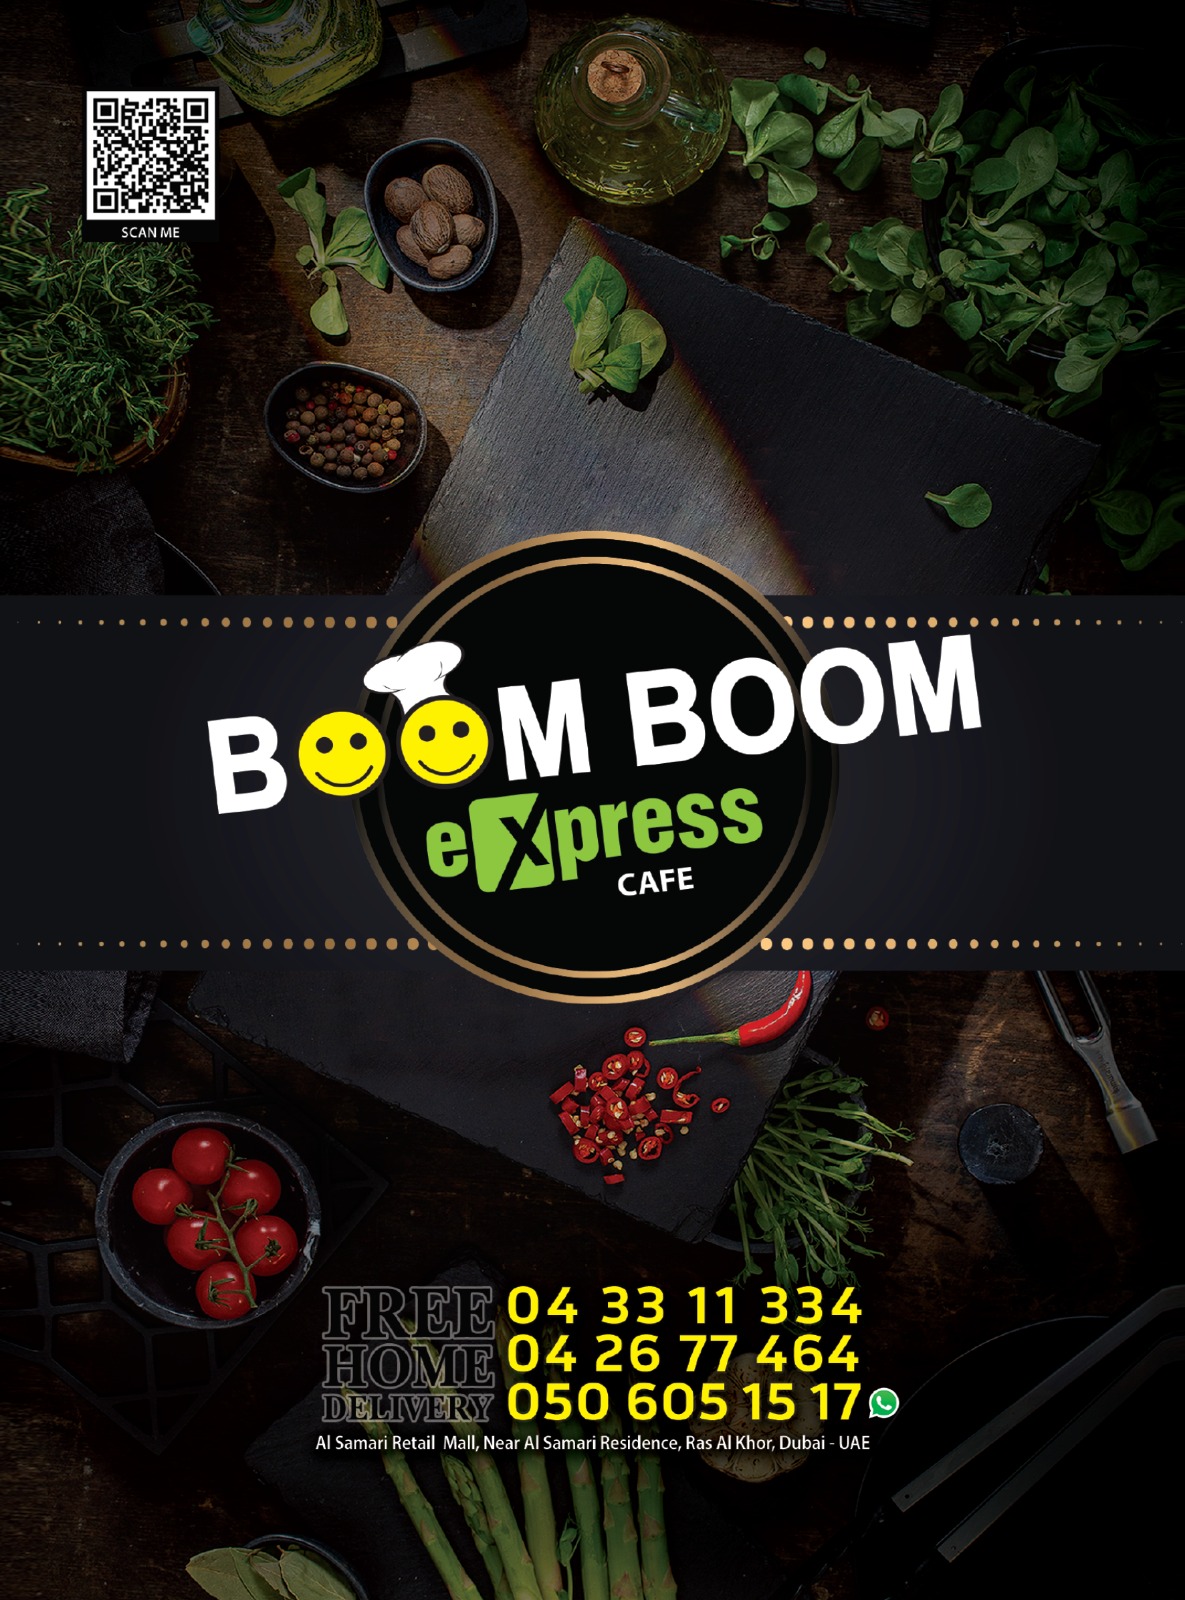 SCAN ME
BOOM BOOM
eXpress
CAFE
FREE
HOME
DELIVERY
04 33 11 334
04 26 77 464
050 605 15 17
Al Samari Retail Mall, Near Al Samari Residence, Ras Al Khor, Dubai - UAE